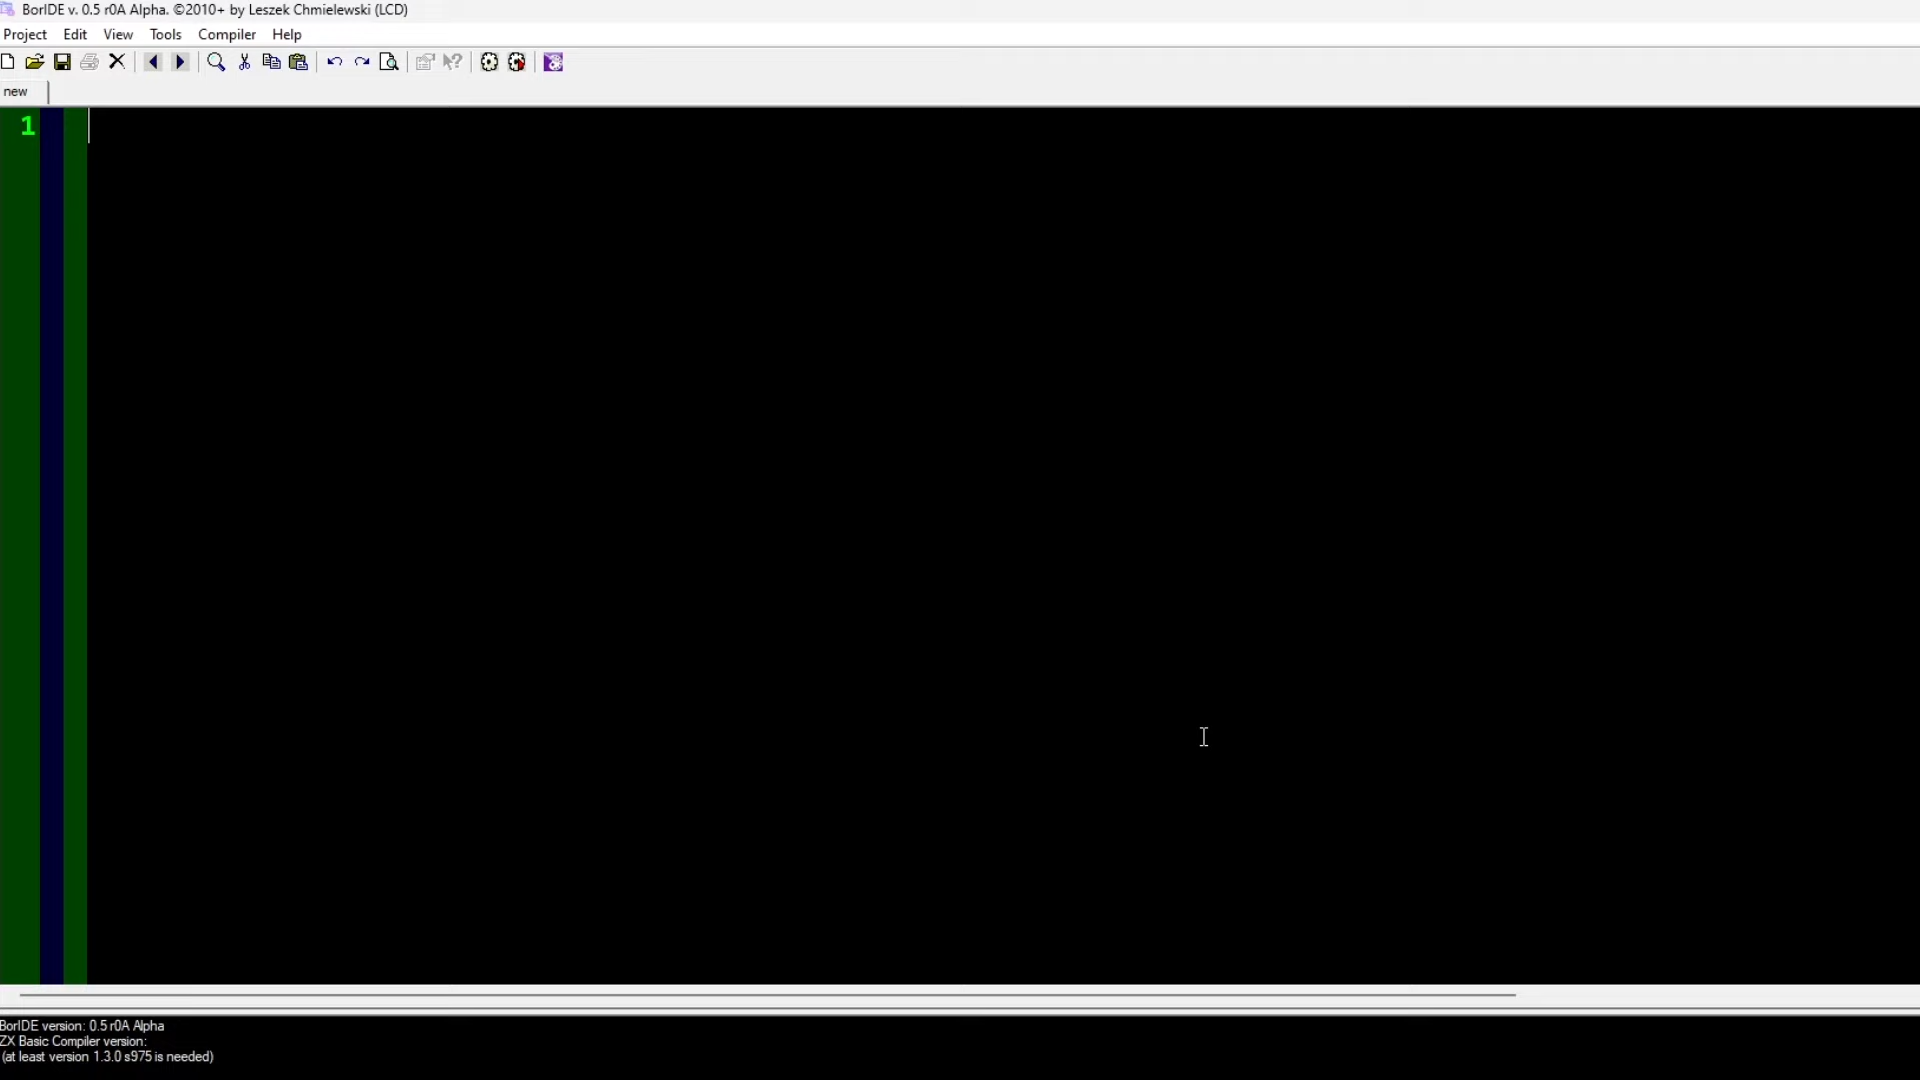 BorIDE v. 0.5 r0A Alpha. ©2010+ by Leszek Chmielewski (LCD)
Project Edit View Tools Compiler Help
new
1
BorIDE version: 0.5 r0A Alpha
ZX Basic Compiler version:
(at least version 1.3.0 s975 is needed)